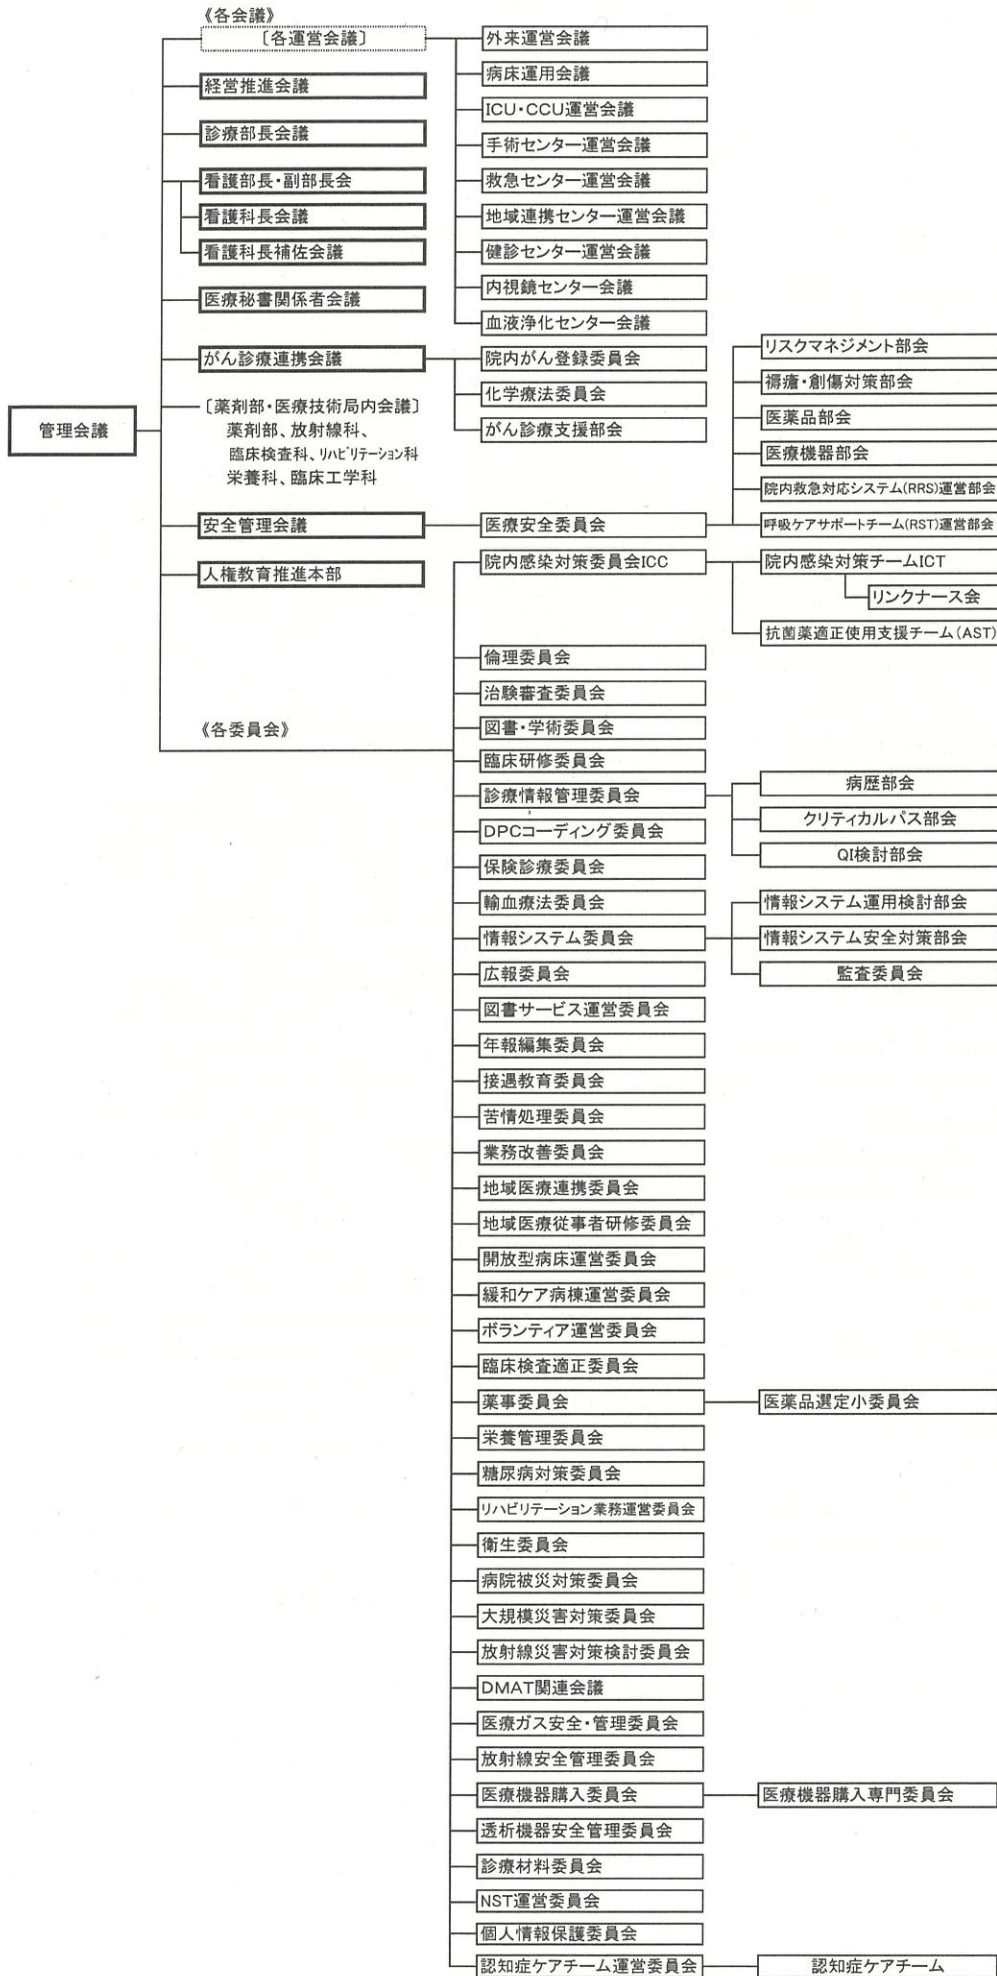 《各会議》
〔各運営会議〕
経営推進会議
診療部長会議
看護部長・副部長会
看護科長会議
看護科長補佐会議
医療秘書関係者会議
がん診療連携会議
〔薬剤部・医療技術局内会議〕
薬剤部、放射線科、
臨床検査科、リハビリテーション科
栄養科、臨床工学科
管理会議
安全管理会議
人権教育推進本部
《各委員会》
外来運営会議
病床運用会議
ICU・CCU運営会議
手術センター運営会議
救急センター運営会議
地域連携センター運営会議
健診センター運営会議
内視鏡センター会議
血液浄化センター会議
院内がん登録委員会
化学療法委員会
がん診療支援部会
医療安全委員会
リスクマネジメント部会
褥瘡・創傷対策部会
医薬品部会
医療機器部会
院内救急対応システム(RRS)運営部会
呼吸ケアサポートチーム(RST)運営部会
院内感染対策委員会ICC
院内感染対策チームICT
リンクナース会
抗菌薬適正使用支援チーム(AST)
倫理委員会
治験審査委員会
図書・学術委員会
臨床研修委員会
診療情報管理委員会
病歴部会
クリティカルパス部会
QI検討部会
DPCコーディング委員会
保険診療委員会
輸血療法委員会
情報システム委員会
情報システム運用検討部会
情報システム安全対策部会
監査委員会
広報委員会
図書サービス運営委員会
年報編集委員会
接遇教育委員会
苦情処理委員会
業務改善委員会
地域医療連携委員会
地域医療従事者研修委員会
開放型病床運営委員会
緩和ケア病棟運営委員会
ボランティア運営委員会
臨床検査適正委員会
薬事委員会
医薬品選定小委員会
栄養管理委員会
糖尿病対策委員会
リハビリテーション業務運営委員会
衛生委員会
病院被災対策委員会
大規模災害対策委員会
放射線災害対策検討委員会
DMAT関連会議
医療ガス安全・管理委員会
放射線安全管理委員会
医療機器購入委員会
医療機器購入専門委員会
透析機器安全管理委員会
診療材料委員会
NST運営委員会
個人情報保護委員会
認知症ケアチーム運営委員会
認知症ケアチーム